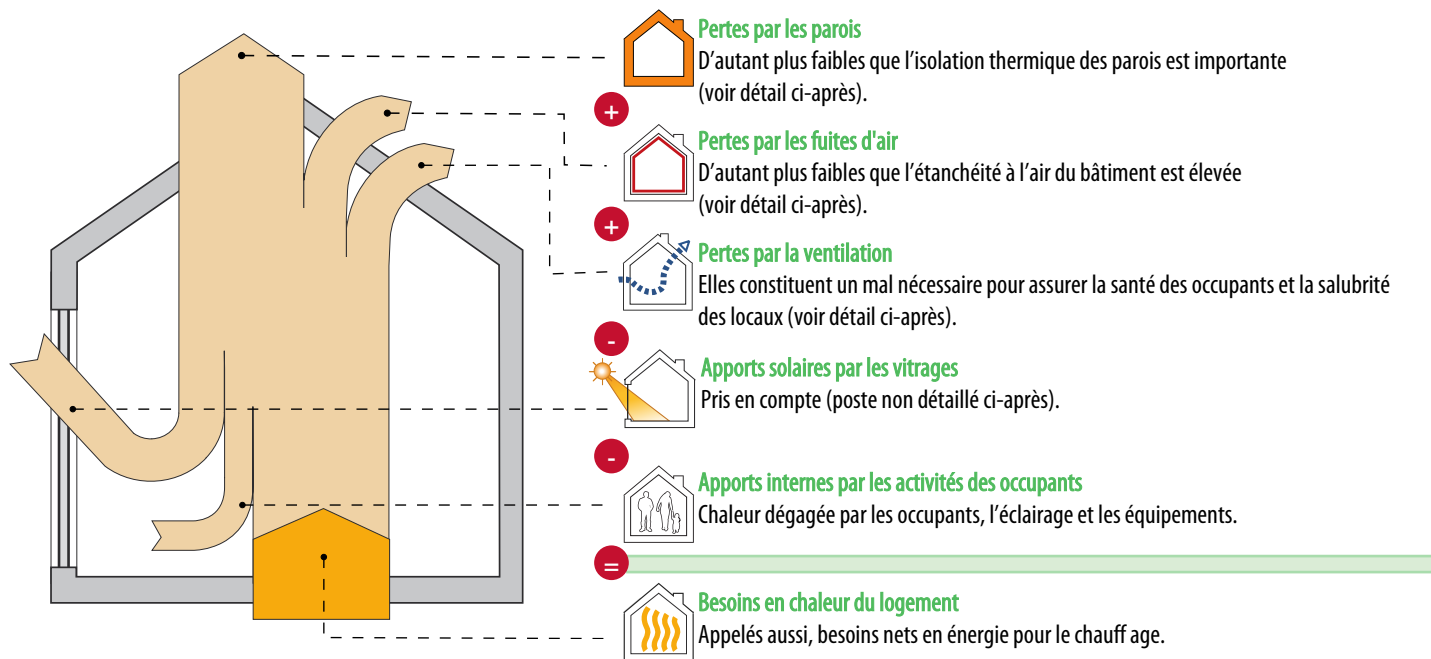 Pertes par les parois
D'autant plus faibles que l'isolation thermique des parois est importante
(voir détail ci-après).
+
Pertes par les fuites d'air
D'autant plus faibles que l'étanchéité à l'air du bâtiment est élevée
(voir détail ci-après).
+
Pertes par la ventilation
Elles constituent un mal nécessaire pour assurer la santé des occupants et la salubrité
des locaux (voir détail ci-après).
-
Apports solaires par les vitrages
Pris en compte (poste non détaillé ci-après).
-
Apports internes par les activités des occupants
Chaleur dégagée par les occupants, l'éclairage et les équipements.
=
Besoins en chaleur du logement
Appelés aussi, besoins nets en énergie pour le chauff age.